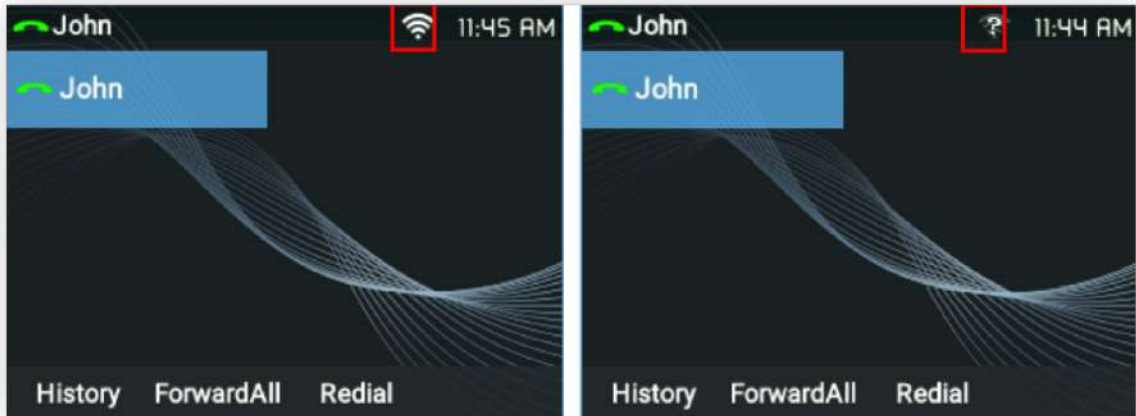 John 11:45 AM
John
History ForwardAll Redial
John ? 11:44 AM
John
History ForwardAll Redial